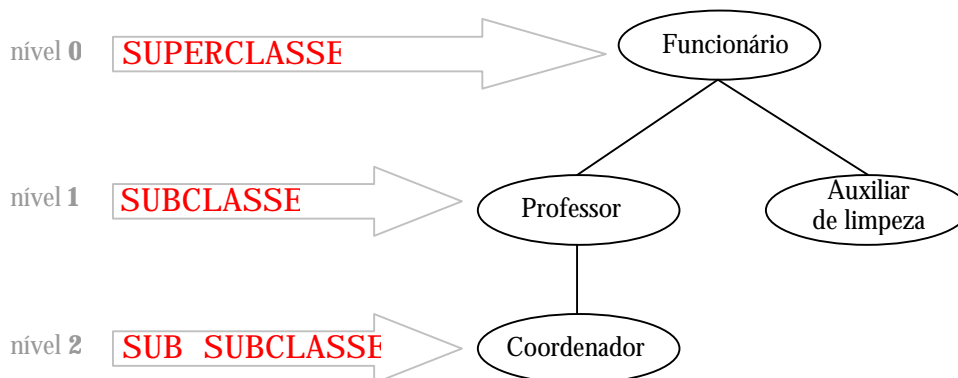 nível 0
SUPERCLASSE
Funcionário
nível 1
SUBCLASSE
Professor
Auxiliar
de limpeza
nível 2
SUB SUBCLASSE
Coordenador